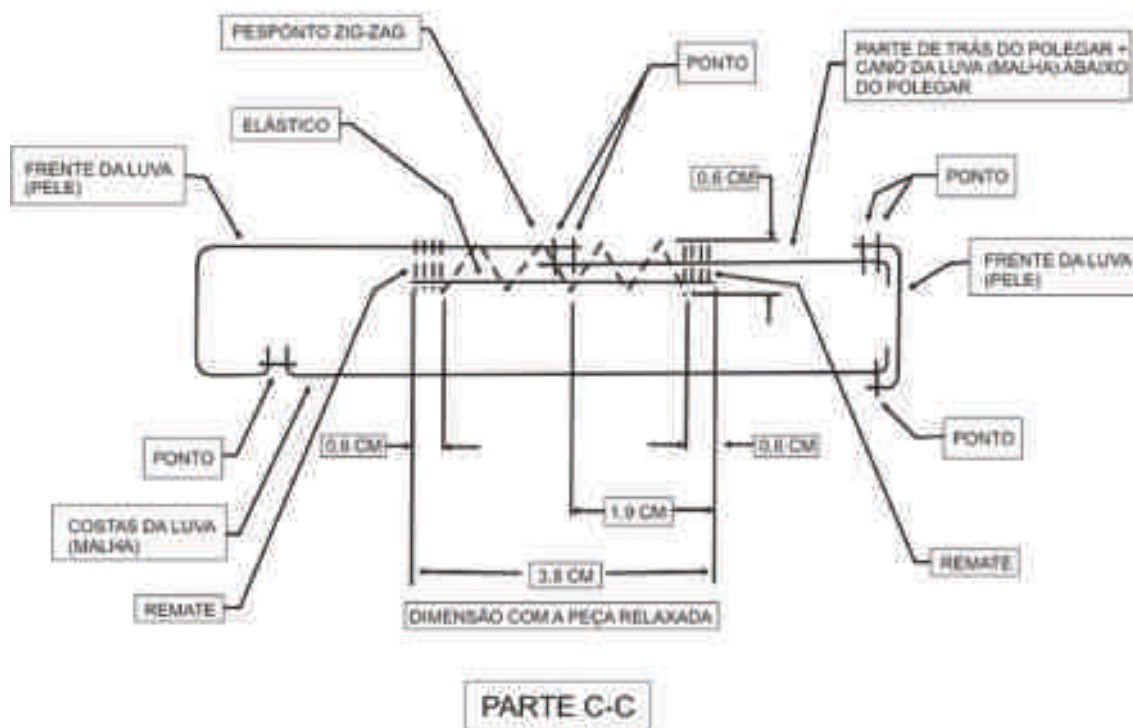 PESPONTO ZIG-ZAG
PONTO
PARTE DE TRÁS DO POLEGAR +
CANO DA LUVA (MALHA) ABAIXO
DO POLEGAR
ELÁSTICO
FRENTE DA LUVA
(PELE)
0,6 CM
PONTO
FRENTE DA LUVA
(PELE)
PONTO
0,6 CM
0,6 CM
PONTO
COSTAS DA LUVA
(MALHA)
1.9 CM
REMATE
3.8 CM
REMATE
DIMENSÃO COM A PEÇA RELAXADA
PARTE C-C